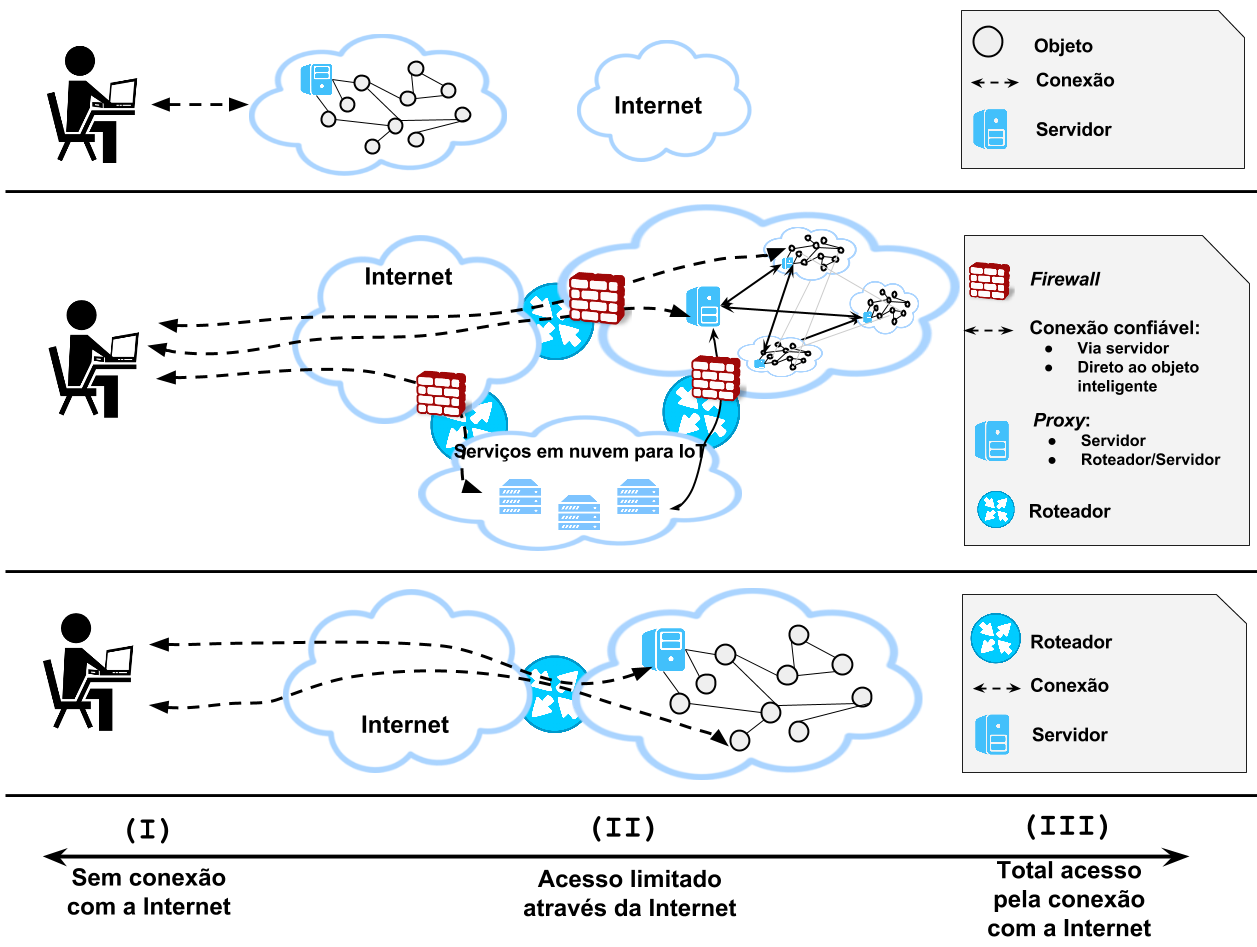 Internet
Objeto
Conexão
Servidor
Internet
Serviços em nuvem para IoT
Firewall
Conexão confiável:
● Via servidor
● Direto ao objeto
inteligente
Proxy:
● Servidor
● Roteador/Servidor
Roteador
Internet
Roteador
Conexão
Servidor
(I)
Sem conexão
com a Internet
(II)
Acesso limitado
através da Internet
(III)
Total acesso
pela conexão
com a Internet